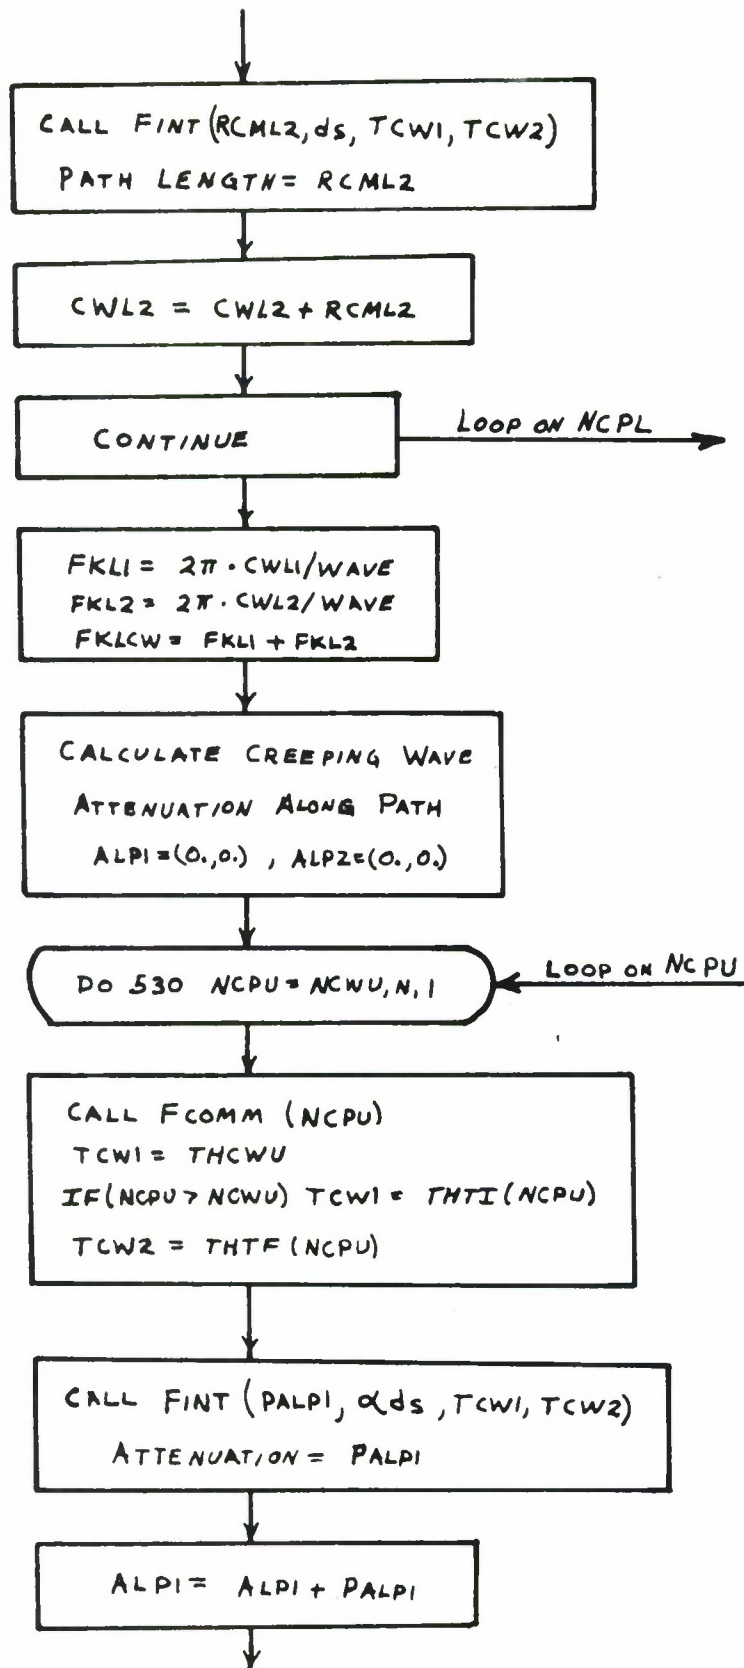 CALL FINT (RCML2, ds, TCW1, TCW2)
PATH LENGTH = RCML2
CWL2 = CWL2 + RCML2
CONTINUE
LOOP ON NCPL
FKL1 = 2π · CWL1/WAVE
FKL2 = 2π · CWL2/WAVE
FKLCW = FKL1 + FKL2
CALCULATE CREEPING WAVE
ATTENUATION ALONG PATH
ALP1 = (0., 0.) , ALP2 = (0., 0.)
DO 530 NCPU = NCWU, N, 1
LOOP ON NCPU
CALL FCOMM (NCPU)
TCW1 = THCWU
IF (NCPU > NCWU) TCW1 = THTI (NCPU)
TCW2 = THTF (NCPU)
CALL FINT (PALP1, αds, TCW1, TCW2)
ATTENUATION = PALP1
ALP1 = ALP1 + PALP1